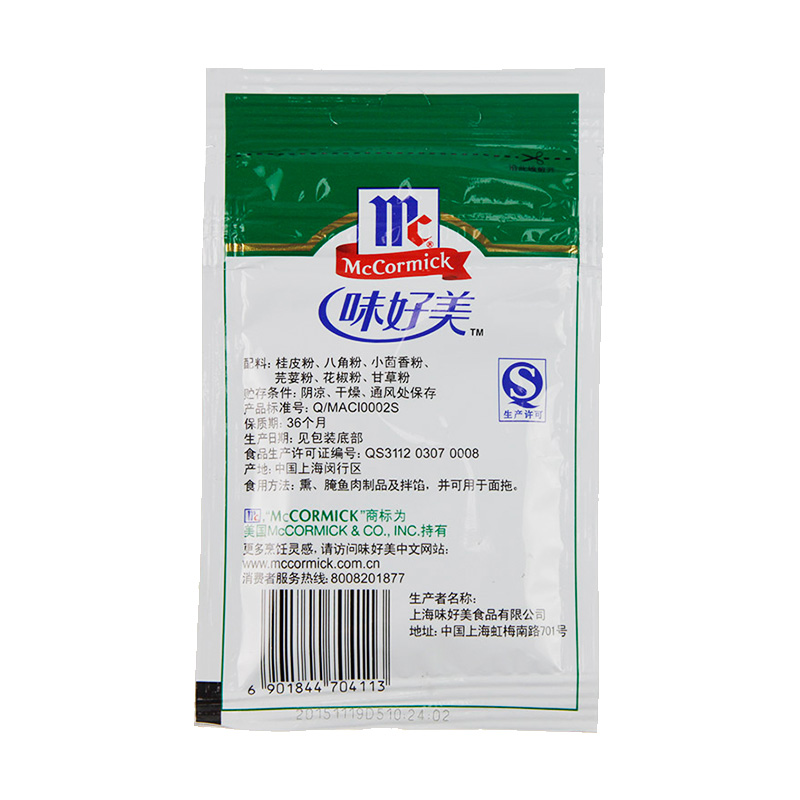 Mc
®
McCormick
味好美™
配料: 桂皮粉、八角粉、小茴香粉、
芫荽粉、花椒粉、甘草粉
贮存条件: 阴凉、干燥、通风处保存
产品标准号: Q/MACI0002S
保质期: 36个月
生产日期: 见包装底部
食品生产许可证编号: QS3112 0307 0008
产地: 中国上海闵行区
食用方法: 熏、腌鱼肉制品及拌馅，并可用于面拖。
QS
生产许可
Mc, "McCORMICK"商标为
美国McCORMICK & CO., INC.持有
更多烹饪灵感, 请访问味好美中文网站:
www.mccormick.com.cn
消费者服务热线: 8008201877
生产者名称:
上海味好美食品有限公司
地址: 中国上海虹梅南路701号
6 901844 704113
20151119D510:24:02